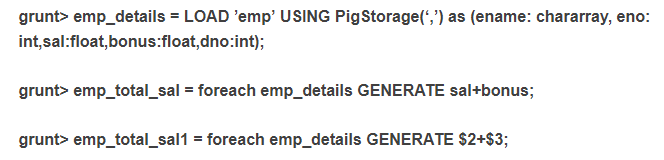 grunt> emp_details = LOAD ’emp’ USING PigStorage(‘,’) as (ename: chararray, eno:
int,sal:float,bonus:float,dno:int);
grunt> emp_total_sal = foreach emp_details GENERATE sal+bonus;
grunt> emp_total_sal1 = foreach emp_details GENERATE $2+$3;